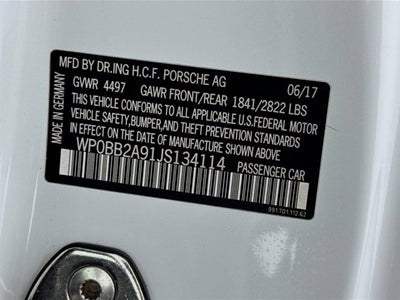 MFD BY DR.ING H.C.F. PORSCHE AG 06/17
GVWR 4497 GAWR FRONT/REAR 1841/2822 LBS
THIS VEHICLE CONFORMS TO ALL APPLICABLE U.S.FEDERAL MOTOR
VEHICLE SAFETY,BUMPER,AND THEFT PREVENTION STANDARDS
IN EFFECT ON THE DATE OF MANUFACTURE SHOWN ABOVE.
WP0BB2A91JS134114
PASSENGER CAR
991.701.112.62
MADE IN GERMANY